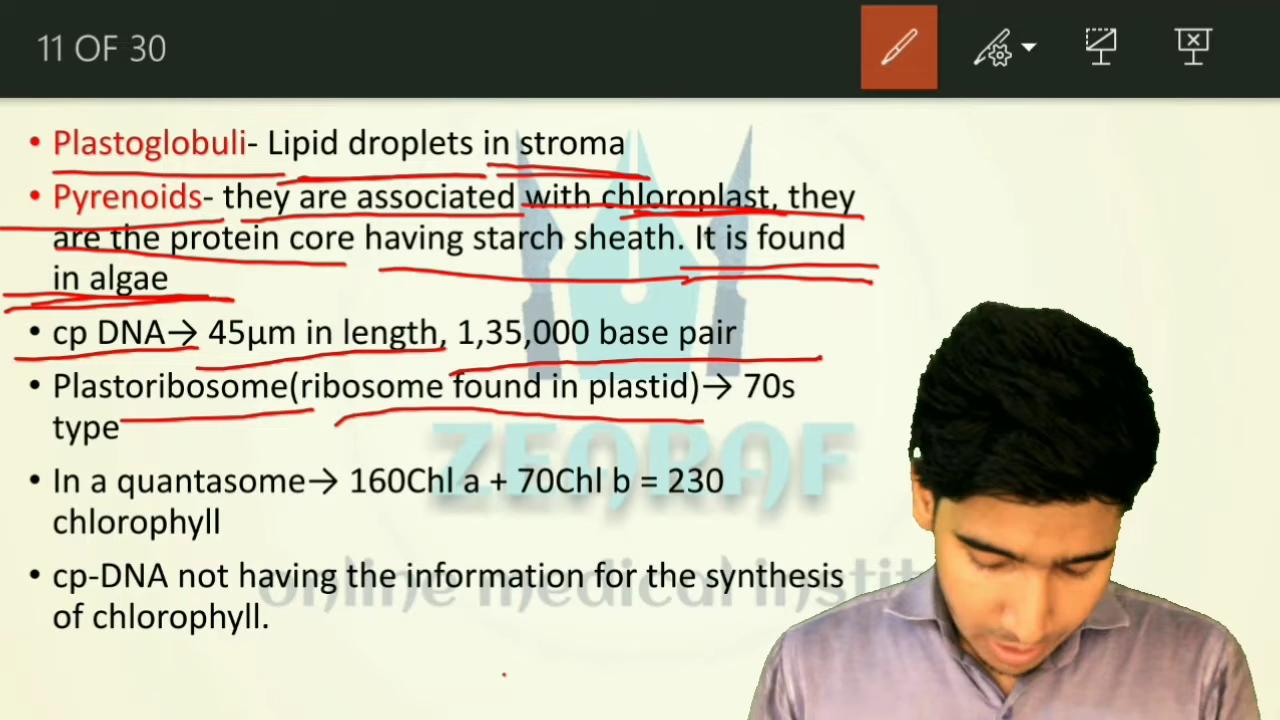 11 OF 30
• Plastoglobuli- Lipid droplets in stroma
• Pyrenoids- they are associated with chloroplast, they
are the protein core having starch sheath. It is found
in algae
• cp DNA→ 45µm in length, 1,35,000 base pair
• Plastoribosome(ribosome found in plastid)→ 70s
type
• In a quantasome→ 160Chl a + 70Chl b = 230
chlorophyll
• cp-DNA not having the information for the synthesis
of chlorophyll.
ZEARAF
online medical